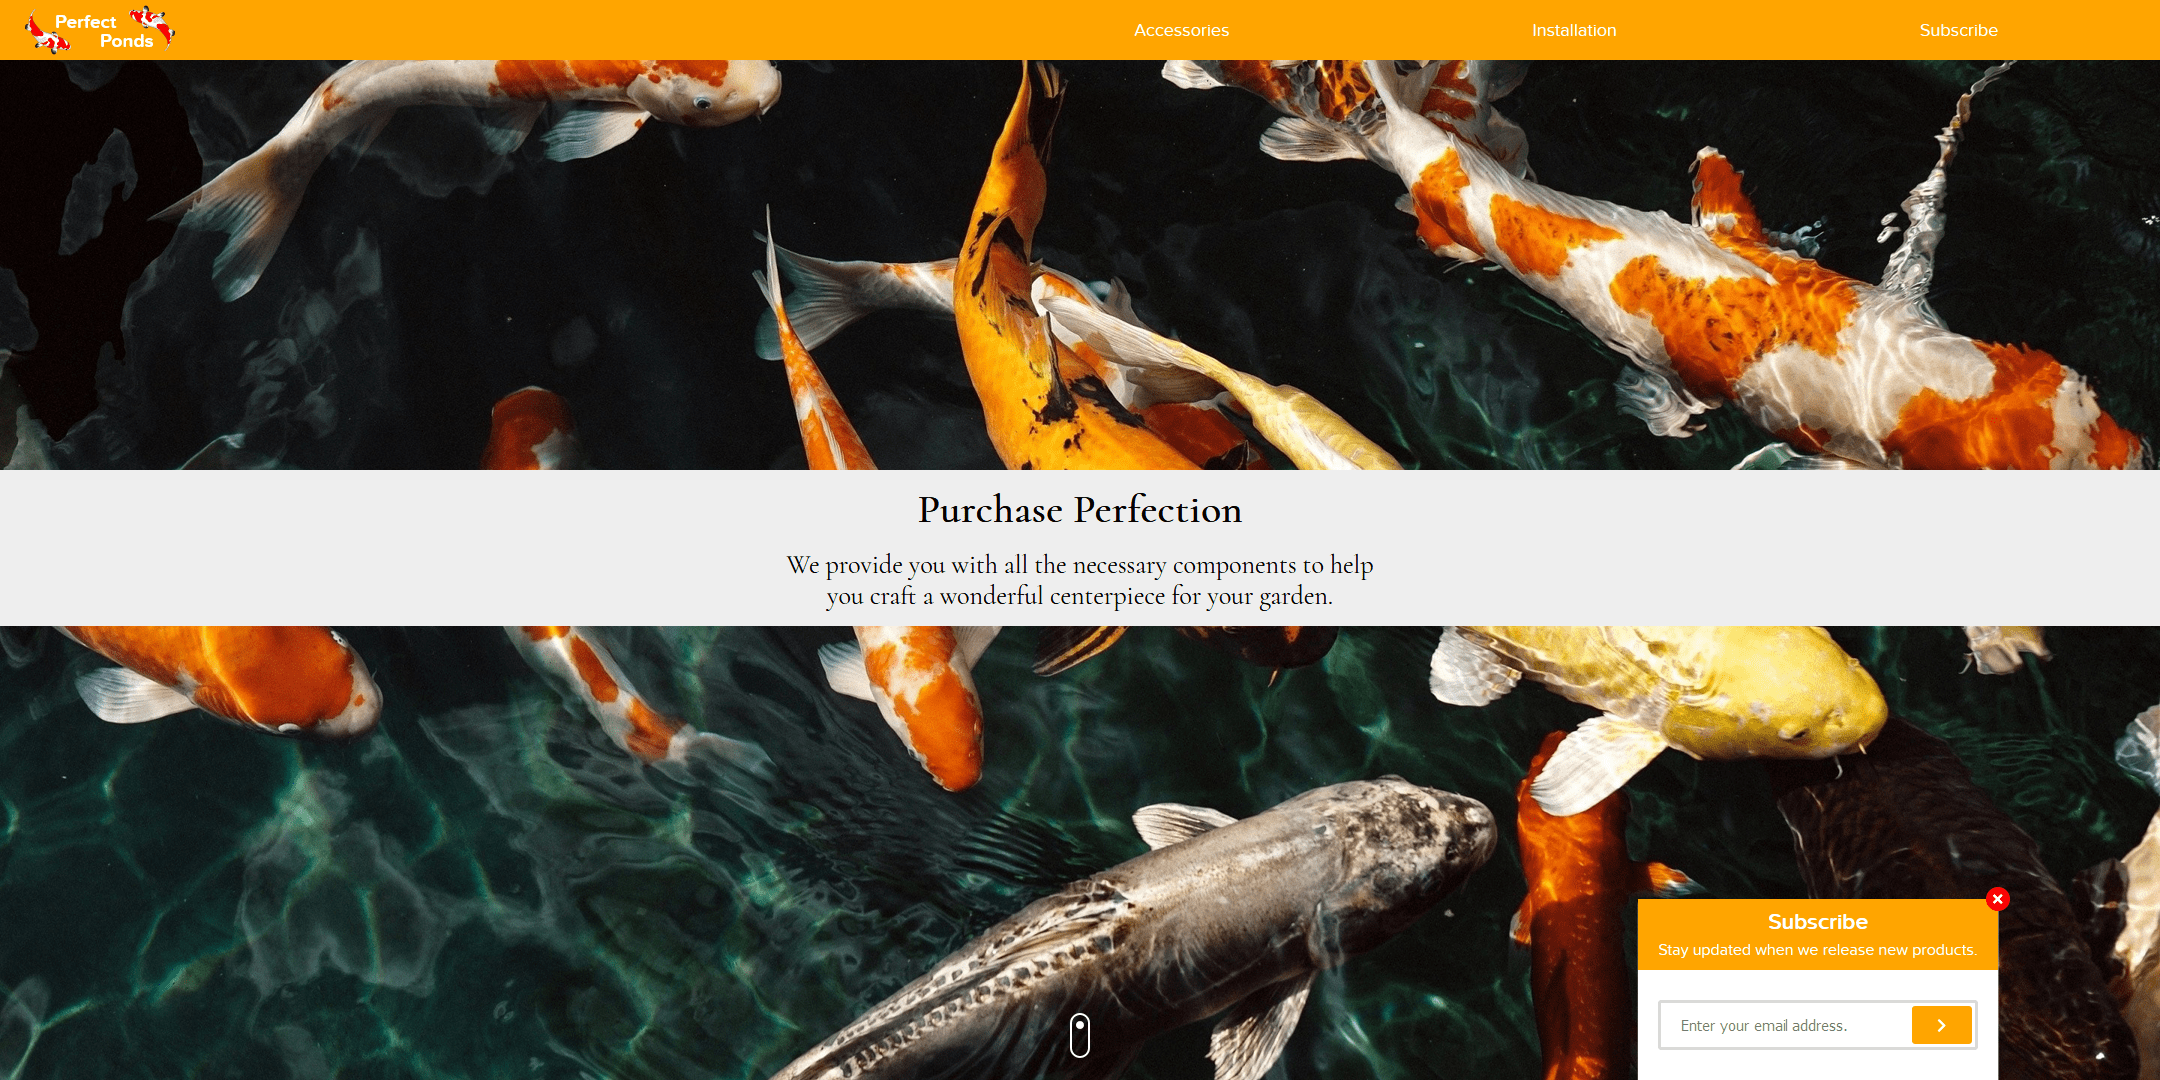 Perfect
Ponds
Accessories
Installation
Subscribe
Purchase Perfection
We provide you with all the necessary components to help
you craft a wonderful centerpiece for your garden.
Subscribe
Stay updated when we release new products.
Enter your email address.